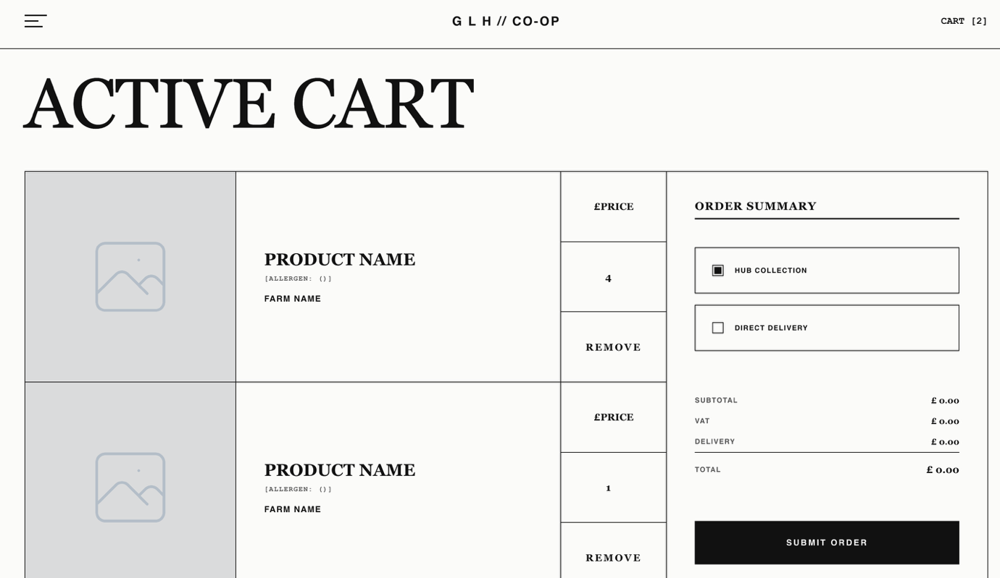 G L H // CO-OP
CART [2]
ACTIVE CART
PRODUCT NAME
[ALLERGEN: ()]
FARM NAME
£PRICE
4
REMOVE
PRODUCT NAME
[ALLERGEN: ()]
FARM NAME
£PRICE
1
REMOVE
ORDER SUMMARY
HUB COLLECTION
DIRECT DELIVERY
SUBTOTAL £ 0.00
VAT £ 0.00
DELIVERY £ 0.00
TOTAL £ 0.00
SUBMIT ORDER